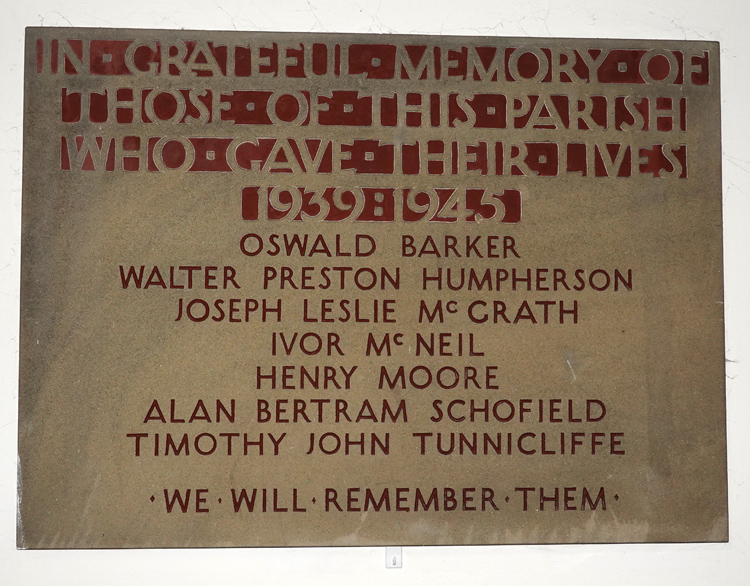 IN · GRATEFUL · MEMORY · OF
THOSE · OF · THIS · PARISH
WHO · GAVE · THEIR · LIVES
1939 : 1945
OSWALD BARKER
WALTER PRESTON HUMPHERSON
JOSEPH LESLIE Mc GRATH
IVOR Mc NEIL
HENRY MOORE
ALAN BERTRAM SCHOFIELD
TIMOTHY JOHN TUNNICLIFFE
· WE · WILL · REMEMBER · THEM ·